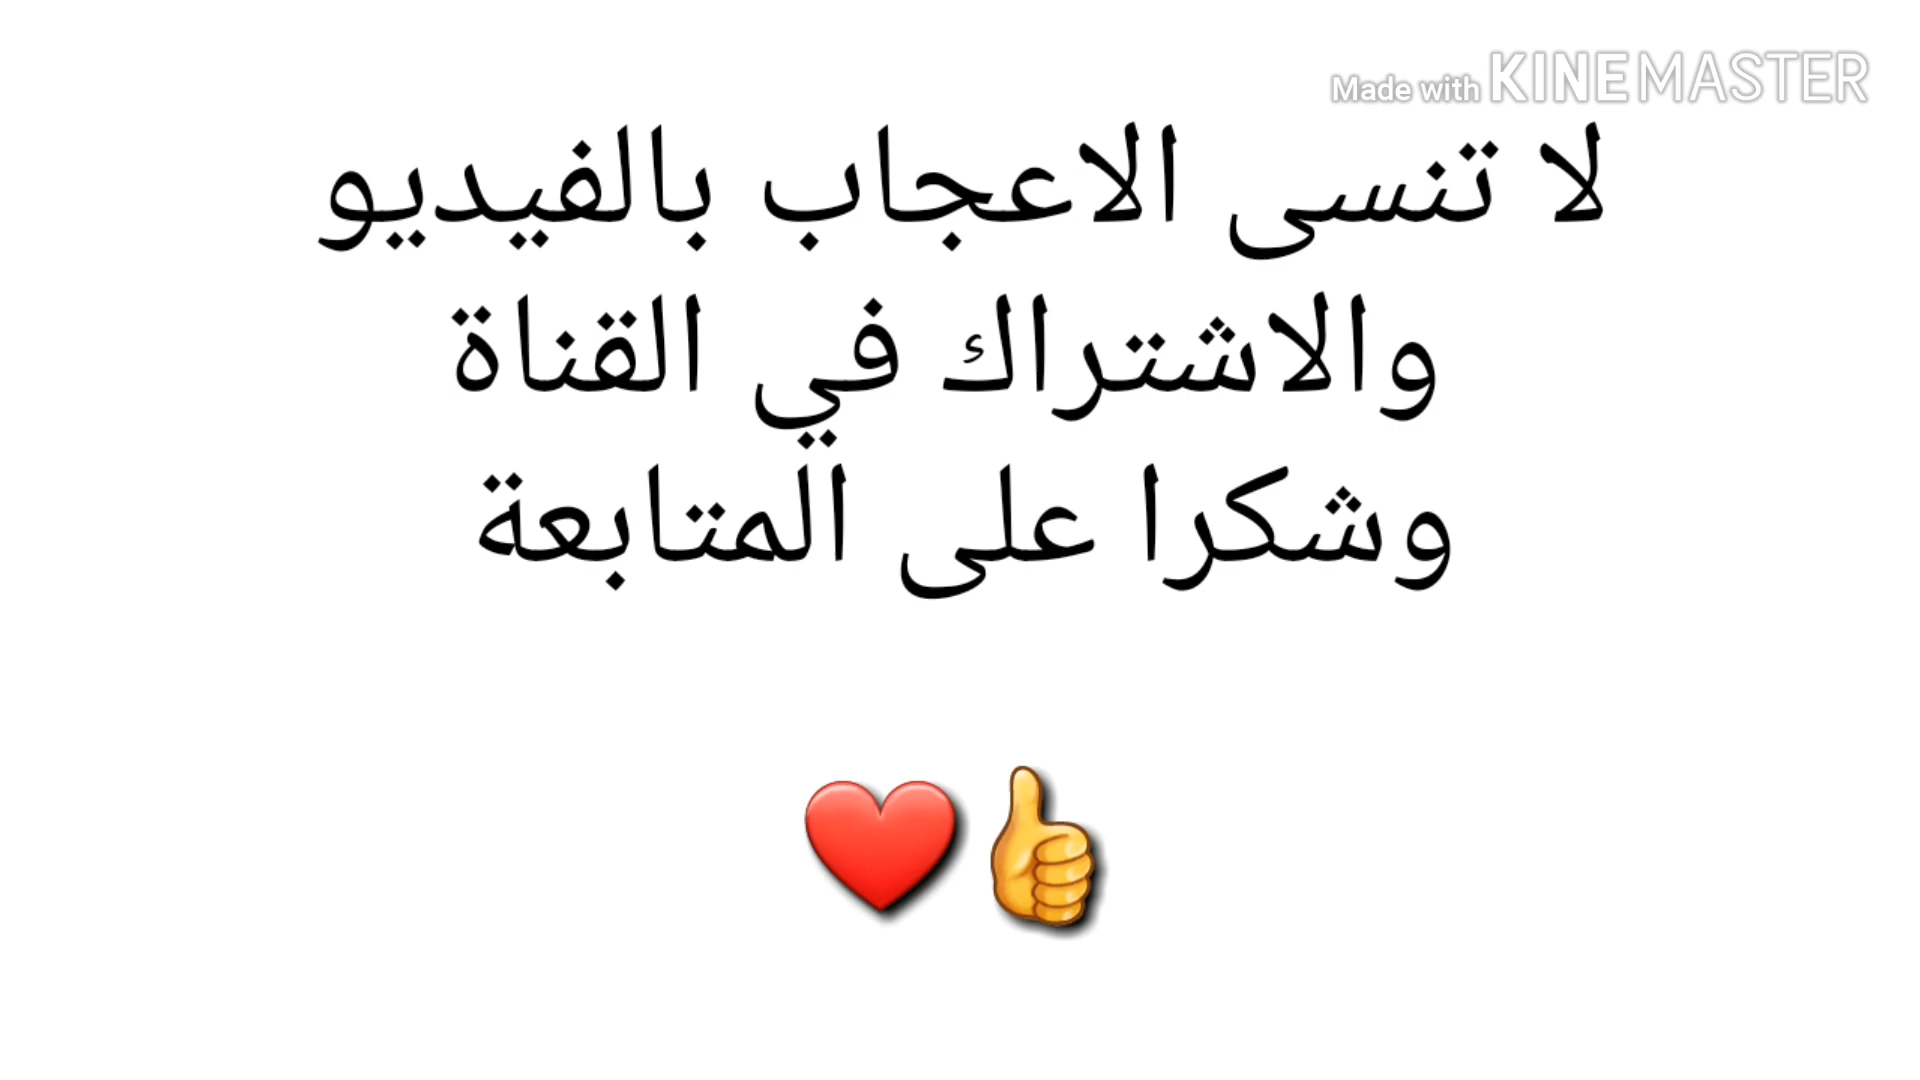 Made with KINEMASTER
لا تنسى الاعجاب بالفيديو
والاشتراك في القناة
وشكرا على المتابعة